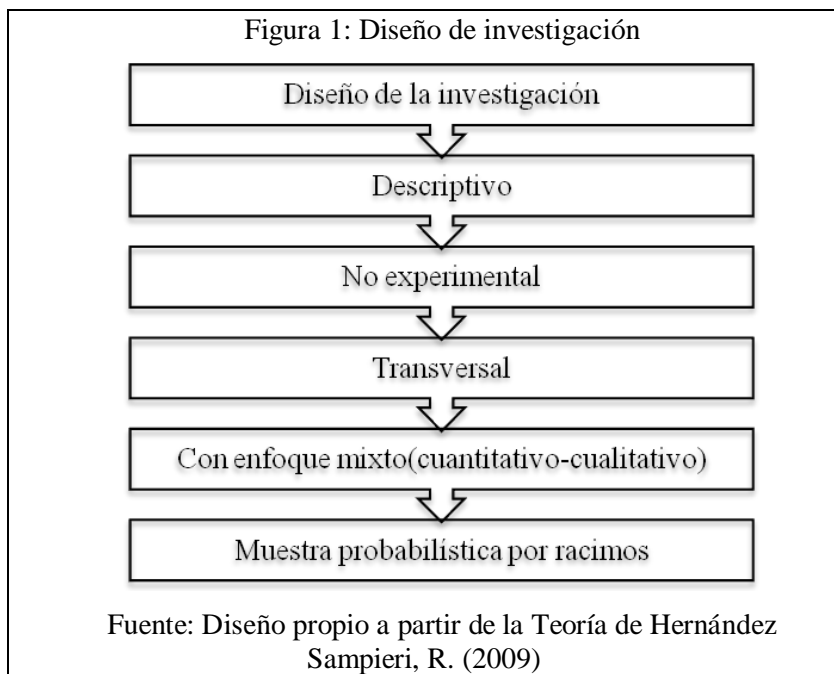 Figura 1: Diseño de investigación
Diseño de la investigación
Descriptivo
No experimental
Transversal
Con enfoque mixto(cuantitativo-cualitativo)
Muestra probabilística por racimos
Fuente: Diseño propio a partir de la Teoría de Hernández
Sampieri, R. (2009)